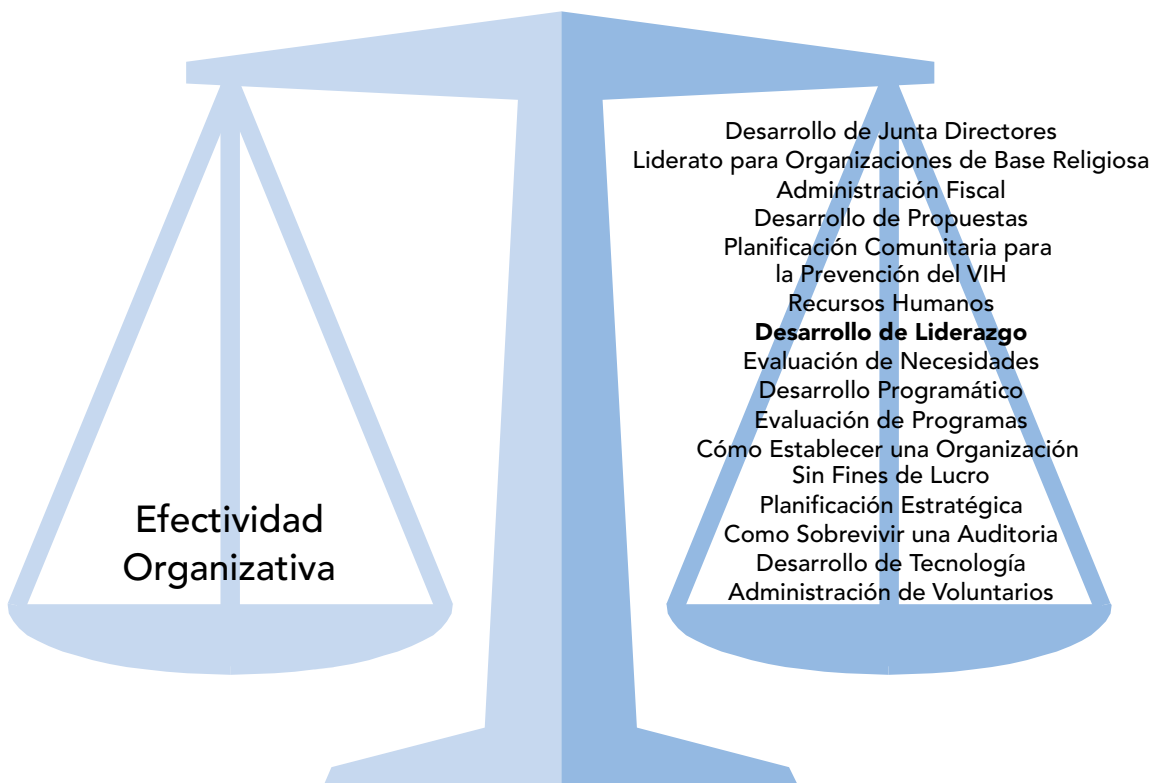 Desarrollo de Junta Directores
Liderato para Organizaciones de Base Religiosa
Administración Fiscal
Desarrollo de Propuestas
Planificación Comunitaria para
la Prevención del VIH
Recursos Humanos
Desarrollo de Liderazgo
Evaluación de Necesidades
Desarrollo Programático
Evaluación de Programas
Cómo Establecer una Organización
Sin Fines de Lucro
Planificación Estratégica
Como Sobrevivir una Auditoria
Desarrollo de Tecnología
Administración de Voluntarios
Efectividad
Organizativa